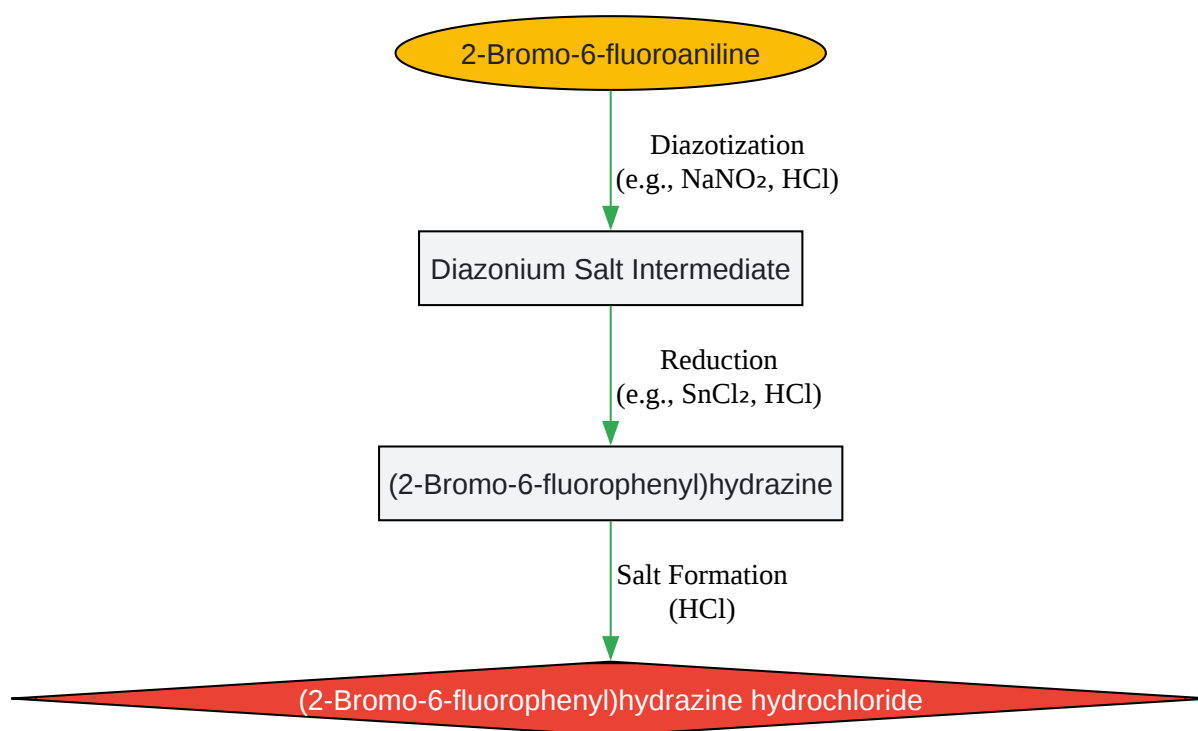 2-Bromo-6-fluoroaniline
Diazotization
(e.g., NaNO₂, HCl)
Diazonium Salt Intermediate
Reduction
(e.g., SnCl₂, HCl)
(2-Bromo-6-fluorophenyl)hydrazine
Salt Formation
(HCl)
(2-Bromo-6-fluorophenyl)hydrazine hydrochloride